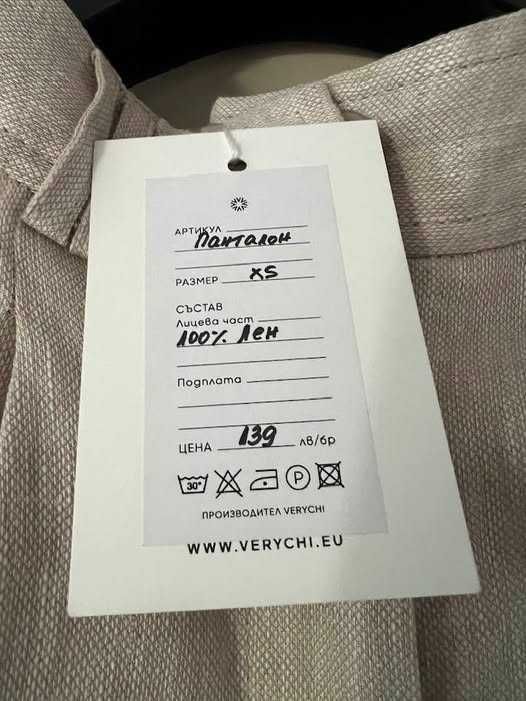 АРТИКУЛ
Панталон
РАЗМЕР XS
СЪСТАВ
Лицева част
100% Лен
Подплата
ЦЕНА 139 лв/бр
30° P
ПРОИЗВОДИТЕЛ VERYCHI
WWW.VERYCHI.EU